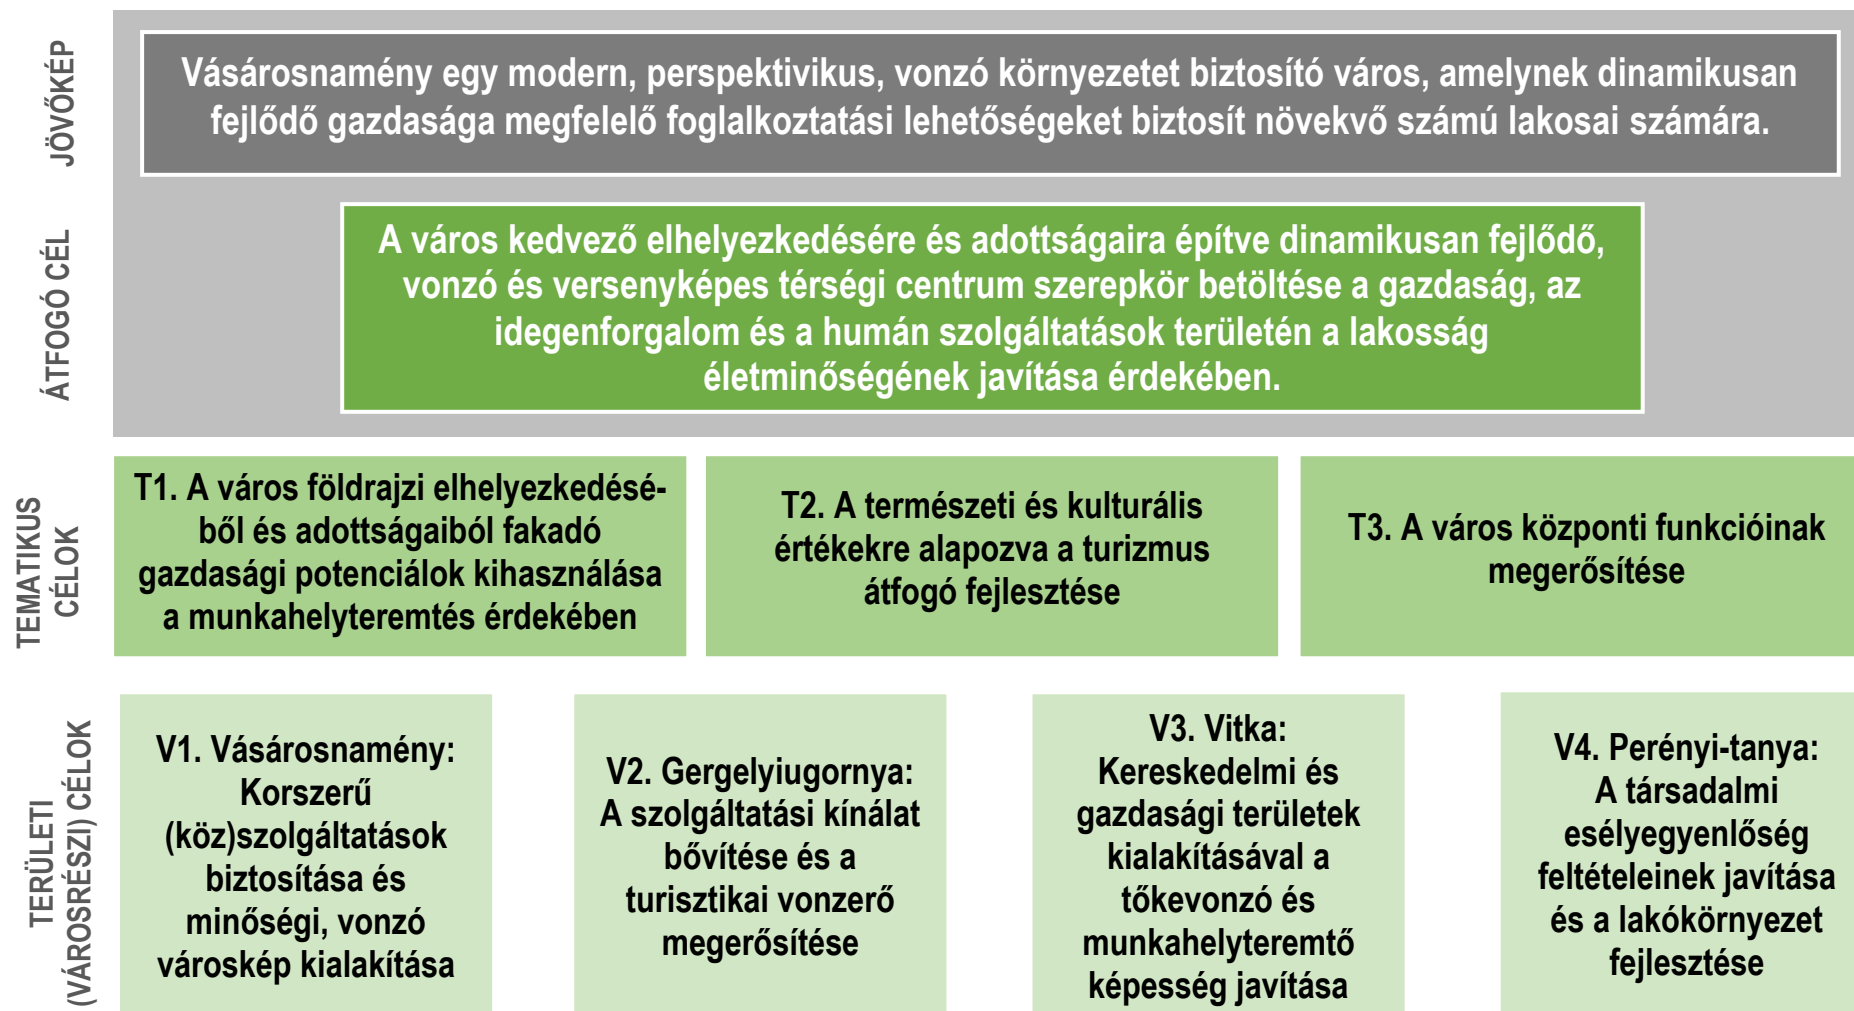 JÖVŐKÉP
Vásárosnamény egy modern, perspektivikus, vonzó környezetet biztosító város, amelynek dinamikusan
fejlődő gazdasága megfelelő foglalkoztatási lehetőségeket biztosít növekvő számú lakosai számára.
ÁTFOGÓ CÉL
A város kedvező elhelyezkedésére és adottságaira építve dinamikusan fejlődő,
vonzó és versenyképes térségi centrum szerepkör betöltése a gazdaság, az
idegenforgalom és a humán szolgáltatások területén a lakosság
életminőségének javítása érdekében.
TEMATIKUS
CÉLOK
T1. A város földrajzi elhelyezkedésé-
ből és adottságaiból fakadó
gazdasági potenciálok kihasználása
a munkahelyteremtés érdekében
T2. A természeti és kulturális
értékekre alapozva a turizmus
átfogó fejlesztése
T3. A város központi funkcióinak
megerősítése
TERÜLETI
(VÁROSRÉSZI) CÉLOK
V1. Vásárosnamény:
Korszerű
(köz)szolgáltatások
biztosítása és
minőségi, vonzó
városkép kialakítása
V2. Gergelyiugornya:
A szolgáltatási kínálat
bővítése és a
turisztikai vonzerő
megerősítése
V3. Vitka:
Kereskedelmi és
gazdasági területek
kialakításával a
tőkevonzó és
munkahelyteremtő
képesség javítása
V4. Perényi-tanya:
A társadalmi
esélyegyenlőség
feltételeinek javítása
és a lakókörnyezet
fejlesztése